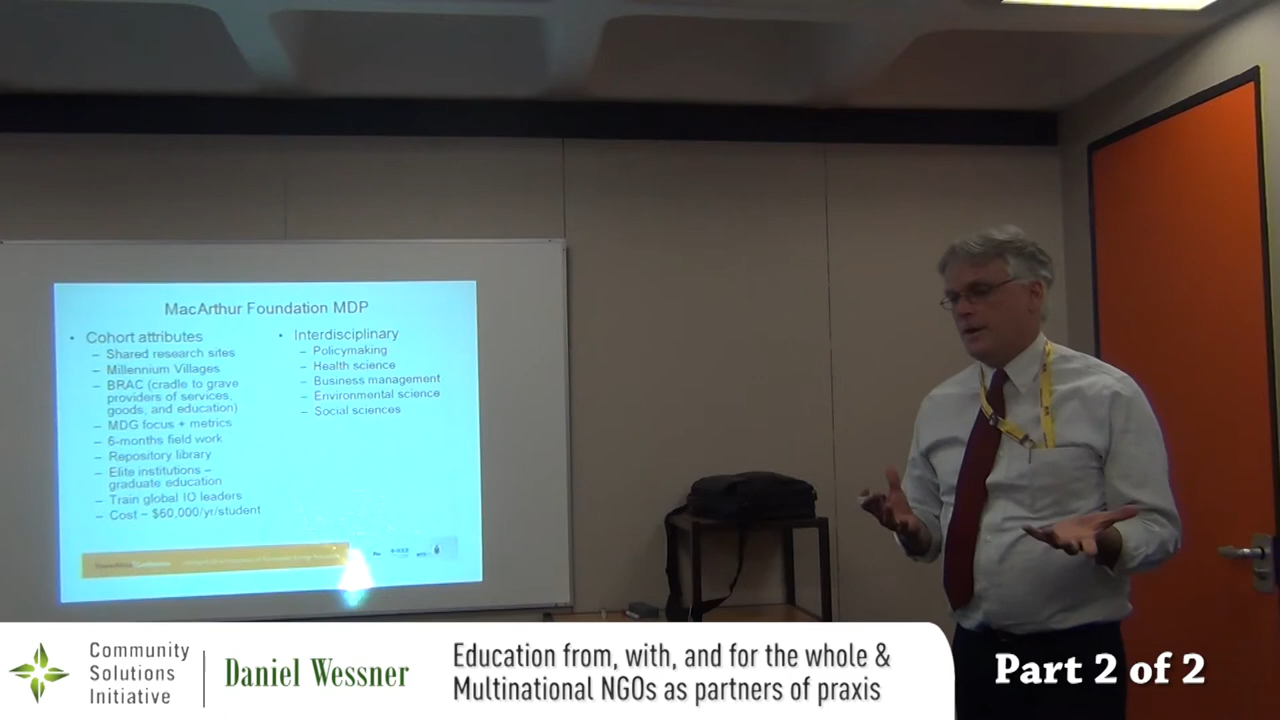 MacArthur Foundation MDP
• Cohort attributes
– Shared research sites
– Millennium Villages
– BRAC (cradle to grave
providers of services,
goods, and education)
– MDG focus + metrics
– 6-months field work
– Repository library
– Elite institutions –
graduate education
– Train global IO leaders
– Cost – $60,000/yr/student
• Interdisciplinary
– Policymaking
– Health science
– Business management
– Environmental science
– Social sciences
Community
Solutions
Initiative
Daniel Wessner
Education from, with, and for the whole &
Multinational NGOs as partners of praxis
Part 2 of 2